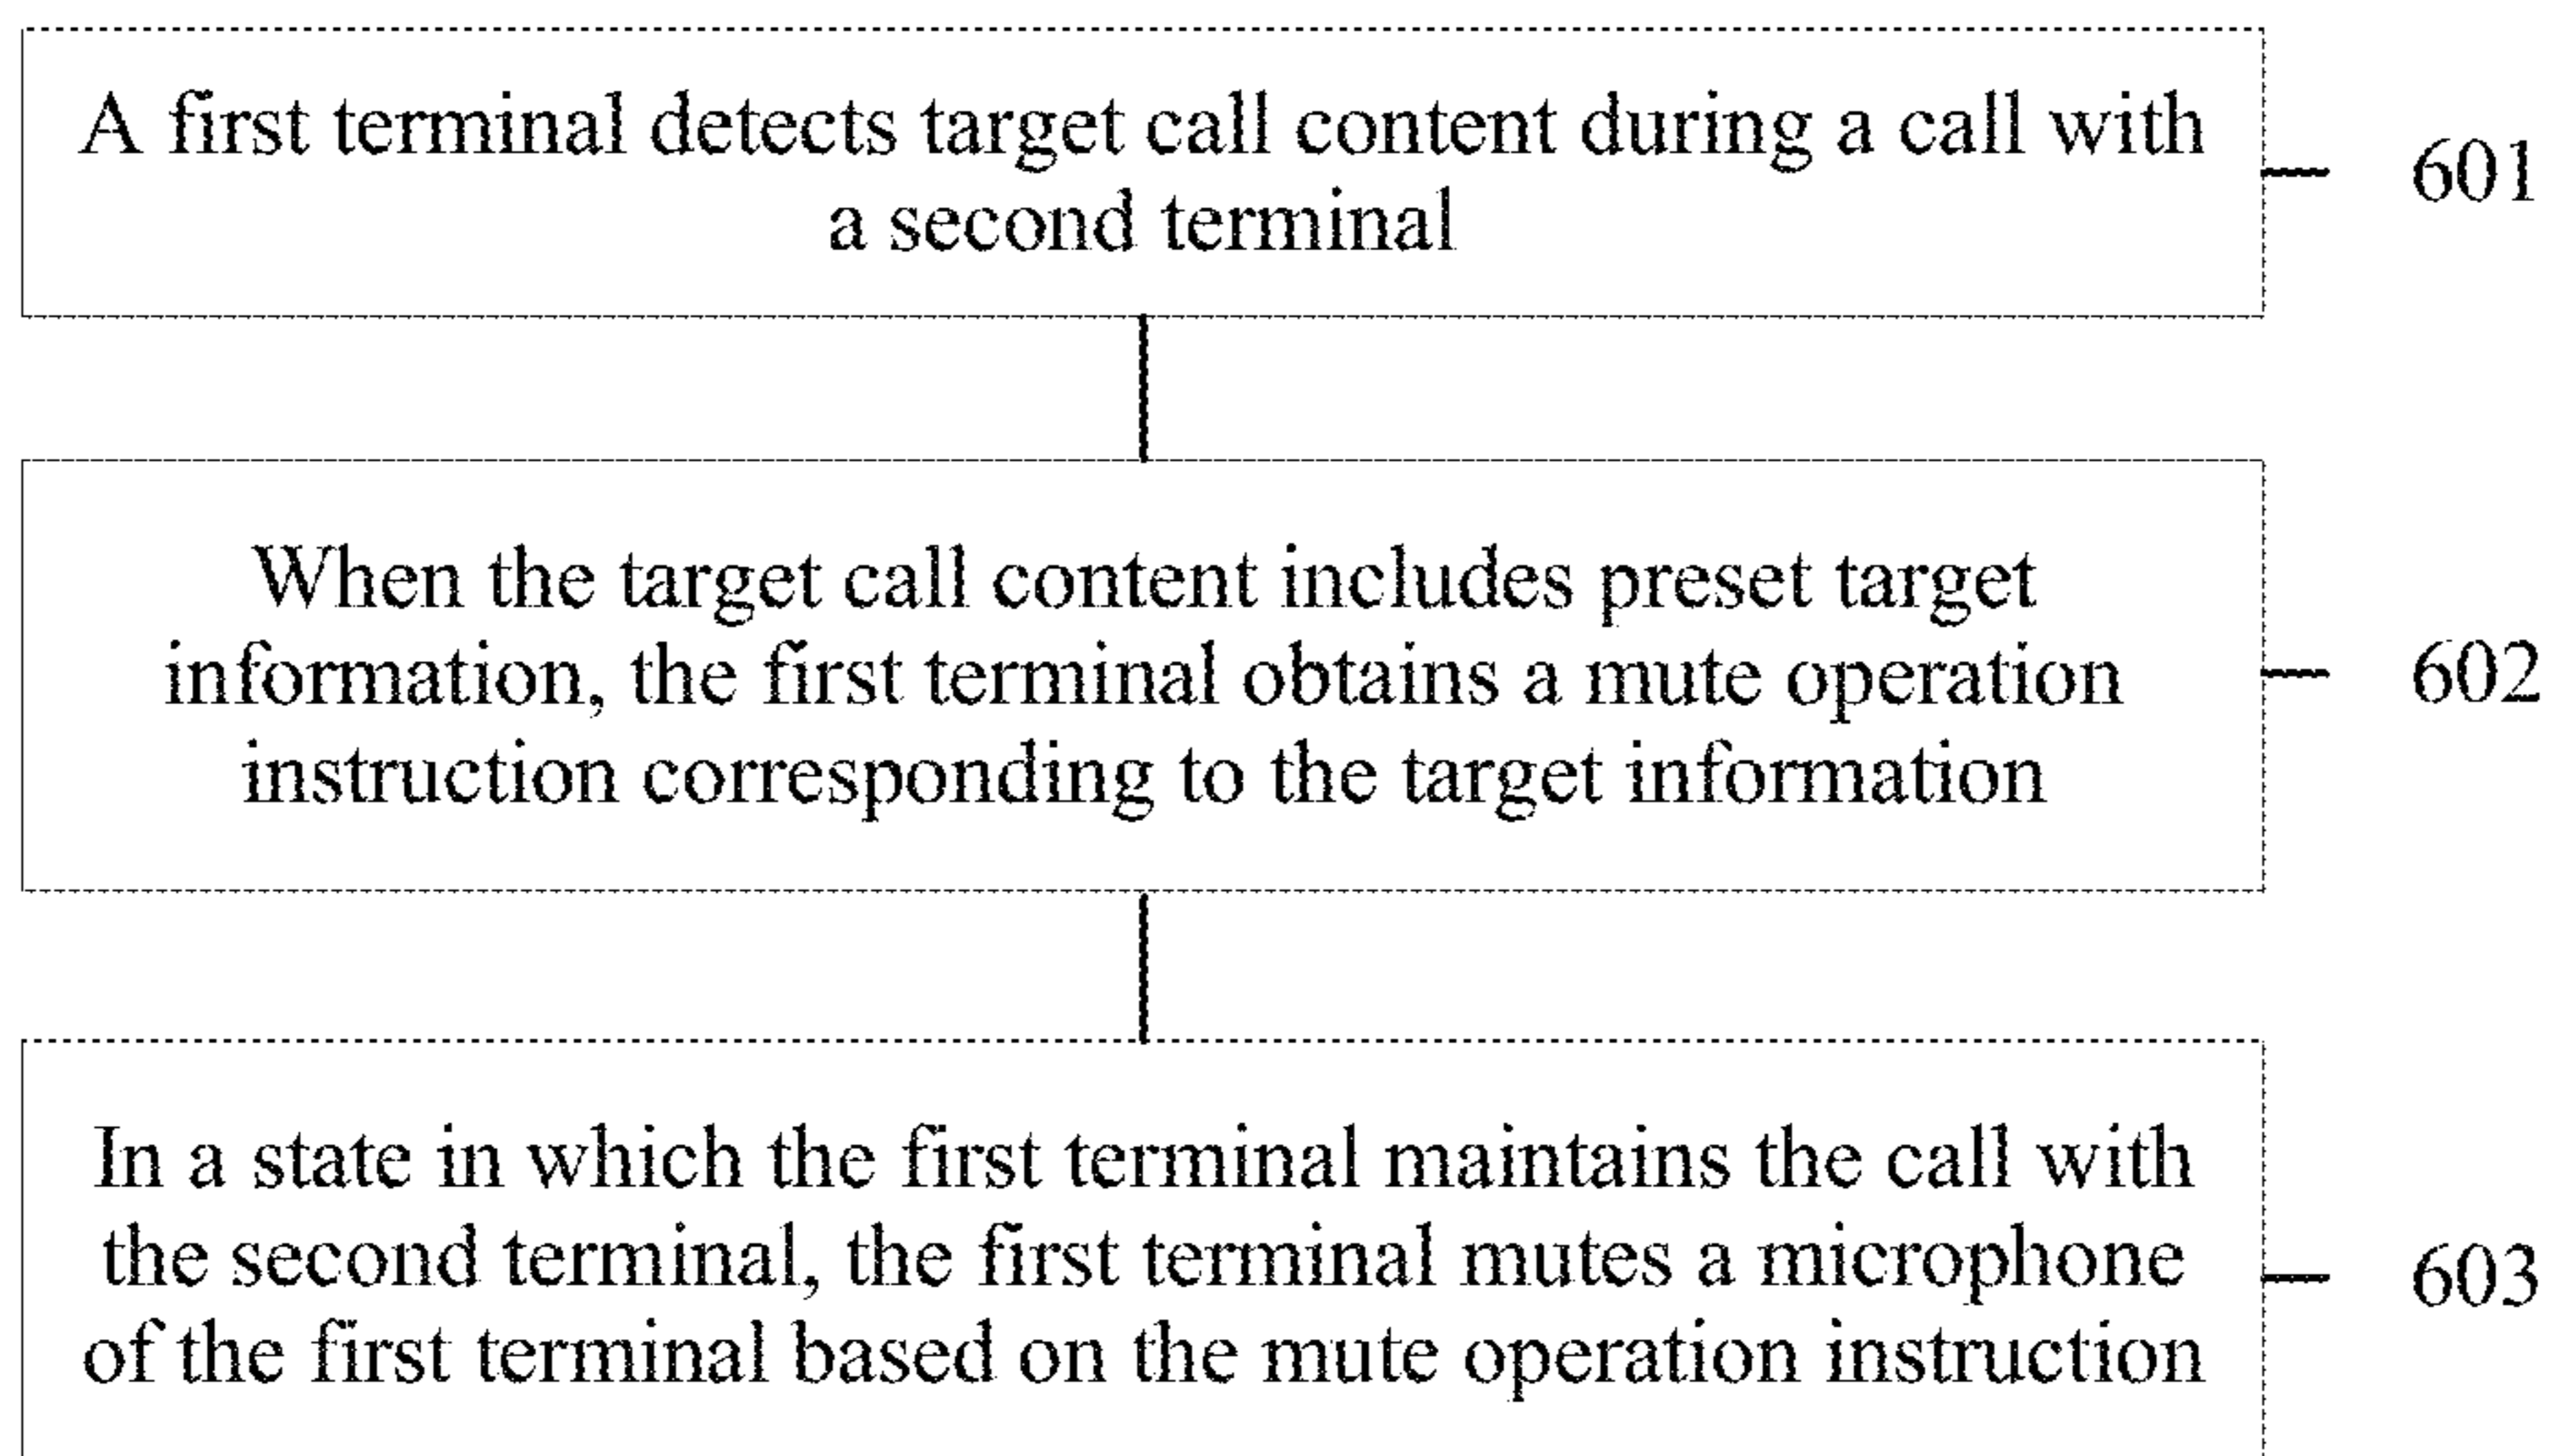 A first terminal detects target call content during a call with
a second terminal
601
When the target call content includes preset target
information, the first terminal obtains a mute operation
instruction corresponding to the target information
602
In a state in which the first terminal maintains the call with
the second terminal, the first terminal mutes a microphone
of the first terminal based on the mute operation instruction
603